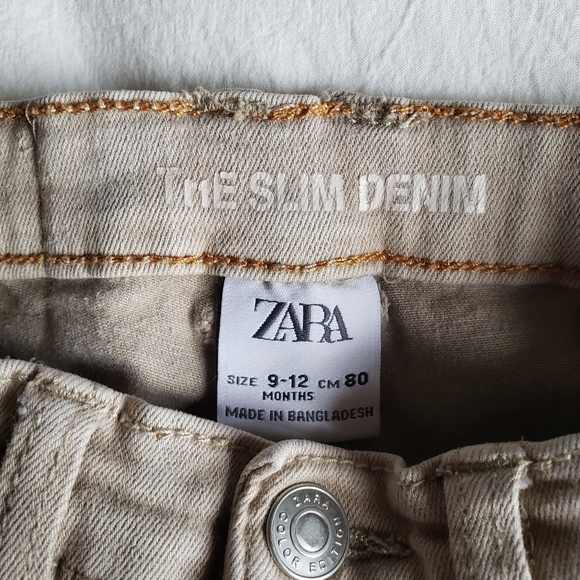 THE SLIM DENIM
ZARA
SIZE 9-12 CM 80
MONTHS
MADE IN BANGLADESH
ZARA
COLOR EDITION